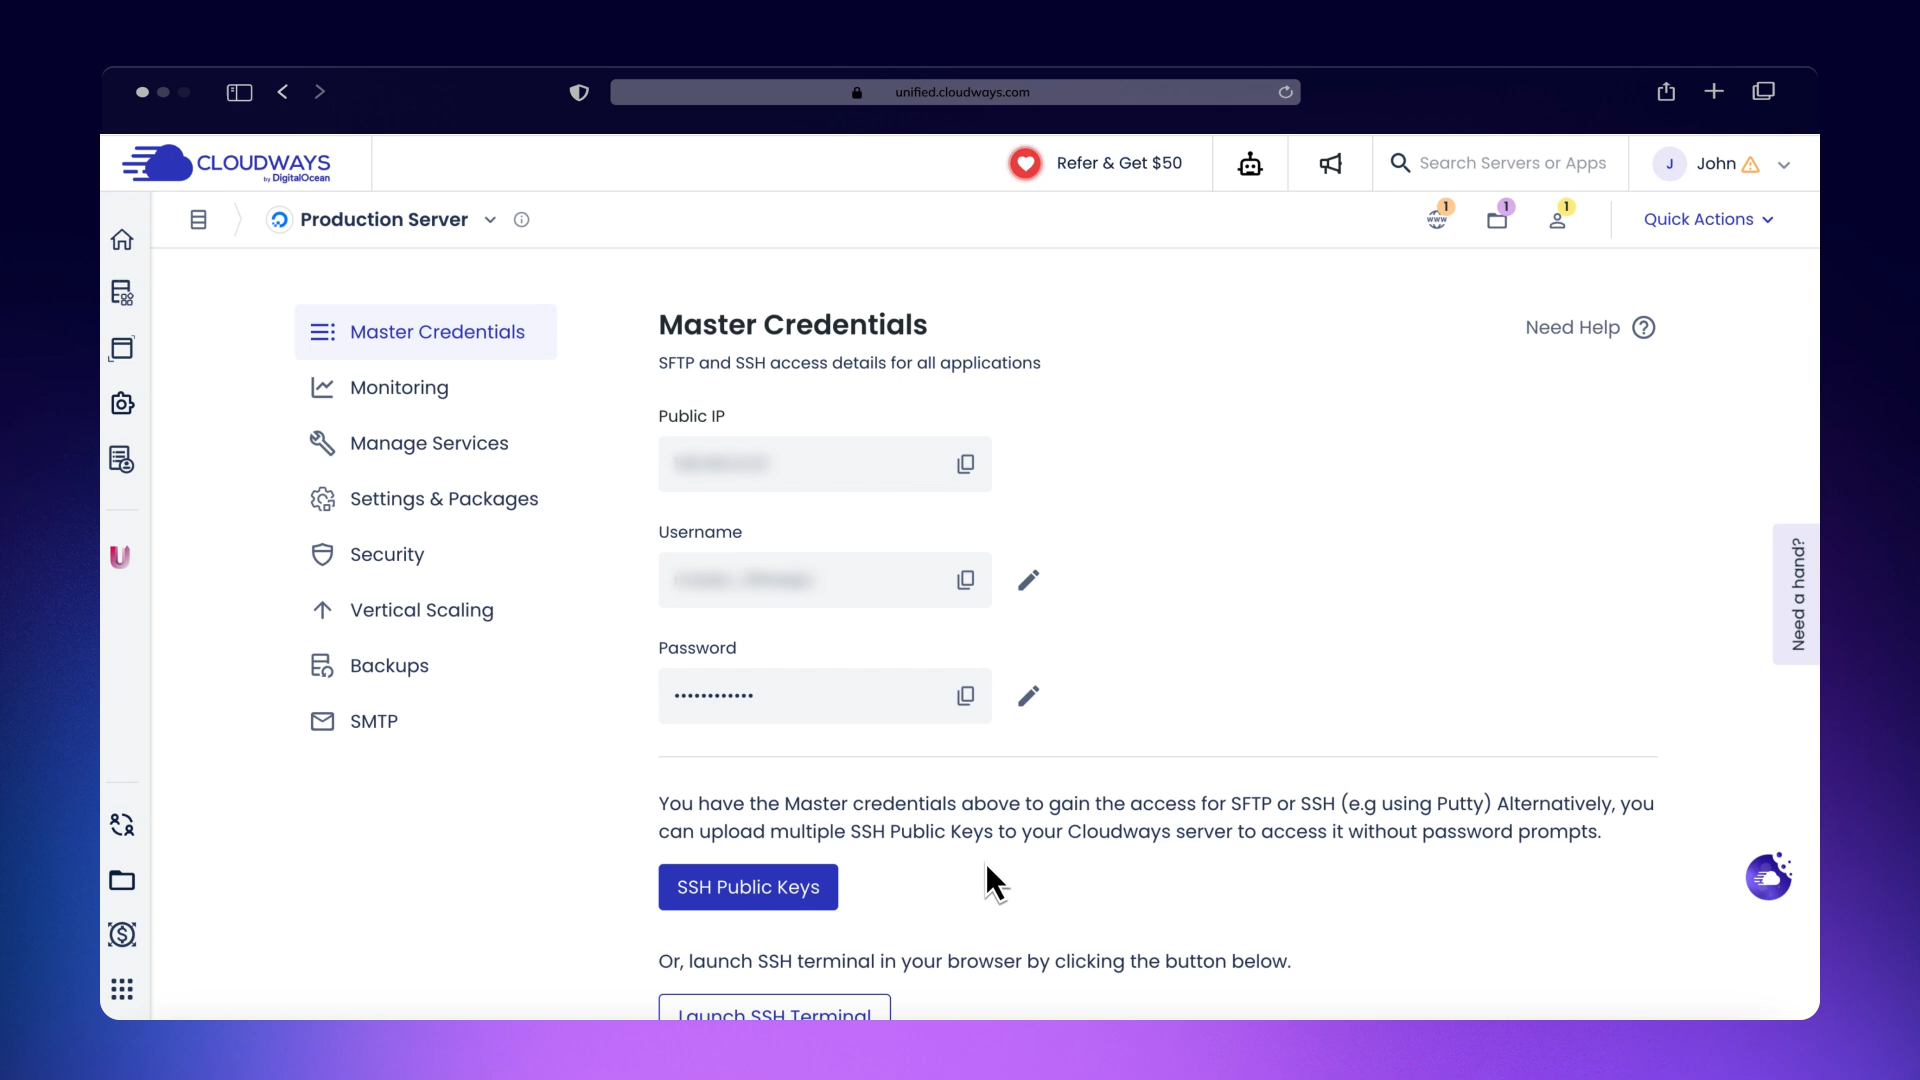 unified.cloudways.com
CLOUDWAYS
by DigitalOcean
Refer & Get $50
Search Servers or Apps
J
John
Production Server
www
1
1
1
Quick Actions
Master Credentials
Monitoring
Manage Services
Settings & Packages
Security
Vertical Scaling
Backups
SMTP
U
Master Credentials
Need Help
SFTP and SSH access details for all applications
Public IP
Username
Password
••••••••••••
You have the Master credentials above to gain the access for SFTP or SSH (e.g using Putty) Alternatively, you
can upload multiple SSH Public Keys to your Cloudways server to access it without password prompts.
SSH Public Keys
Or, launch SSH terminal in your browser by clicking the button below.
Launch SSH Terminal
Need a hand?